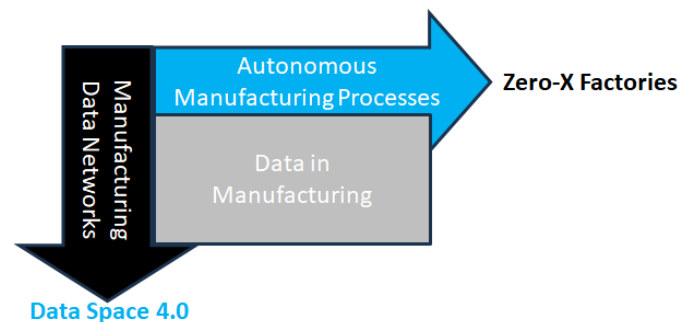 Autonomous
Manufacturing Processes
Zero-X Factories
Manufacturing
Data Networks
Data in
Manufacturing
Data Space 4.0